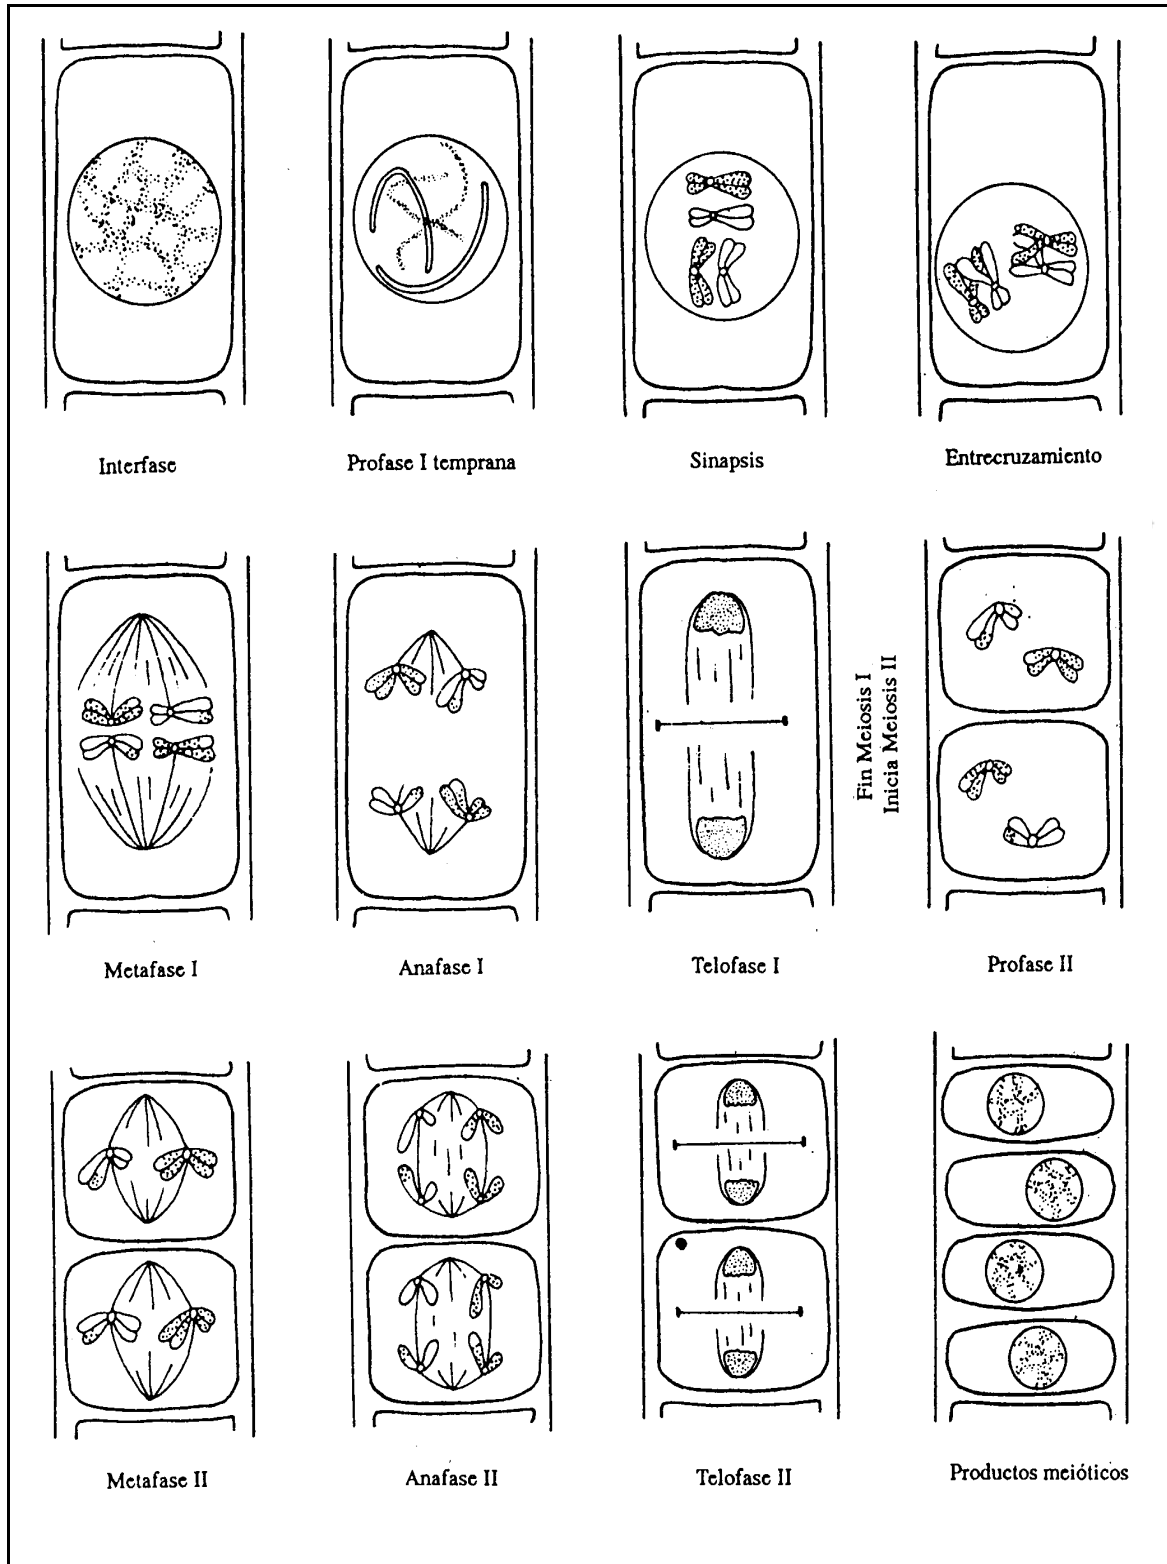 Interfase
Profase I temprana
Sinapsis
Entrecruzamiento
Metafase I
Anafase I
Telofase I
Fin Meiosis I
Inicia Meiosis II
Profase II
Metafase II
Anafase II
Telofase II
Productos meióticos